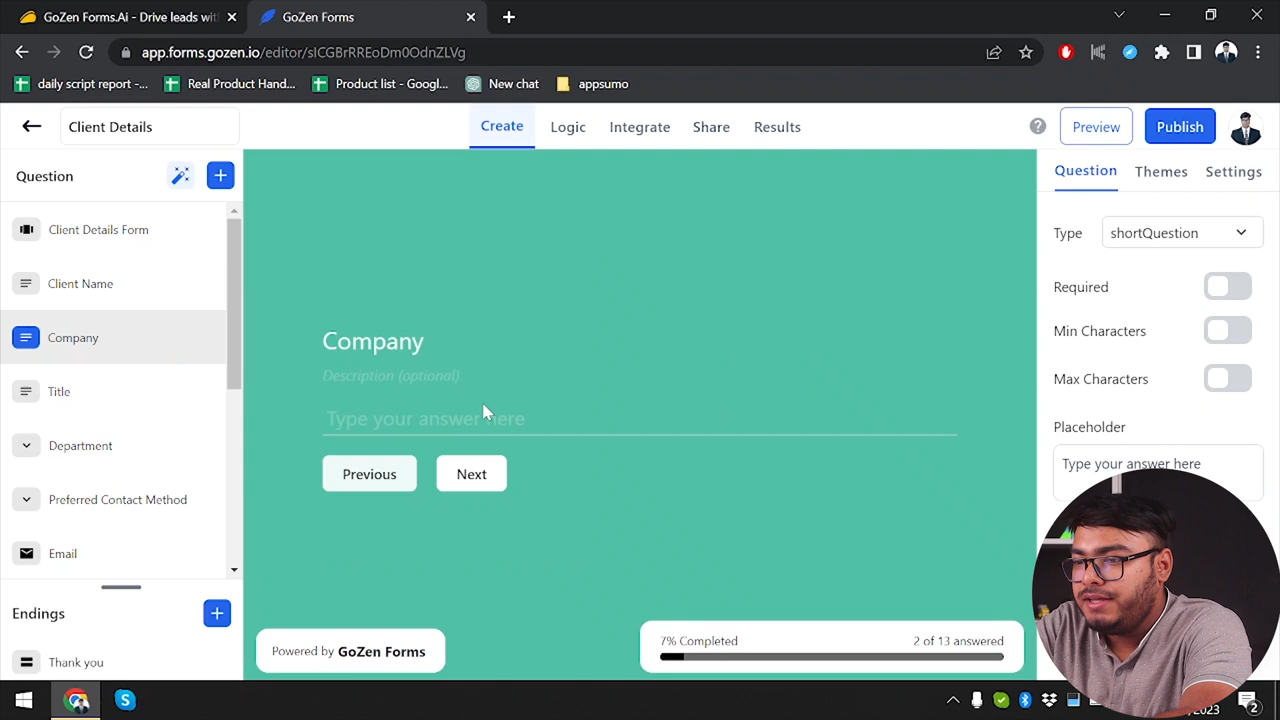 GoZen Forms.Ai - Drive leads wit
GoZen Forms
app.forms.gozen.io/editor/slCGBrRREoDm0OdnZLVg
daily script report -...
Real Product Hand...
Product list - Googl...
New chat
appsumo
Client Details
Create
Logic
Integrate
Share
Results
Preview
Publish
Question
Question
Themes
Settings
Client Details Form
Client Name
Company
Title
Department
Preferred Contact Method
Email
Endings
Thank you
Company
Description (optional)
Type your answer here
Previous
Next
Powered by GoZen Forms
7% Completed
2 of 13 answered
Type
shortQuestion
Required
Min Characters
Max Characters
Placeholder
Type your answer here
2